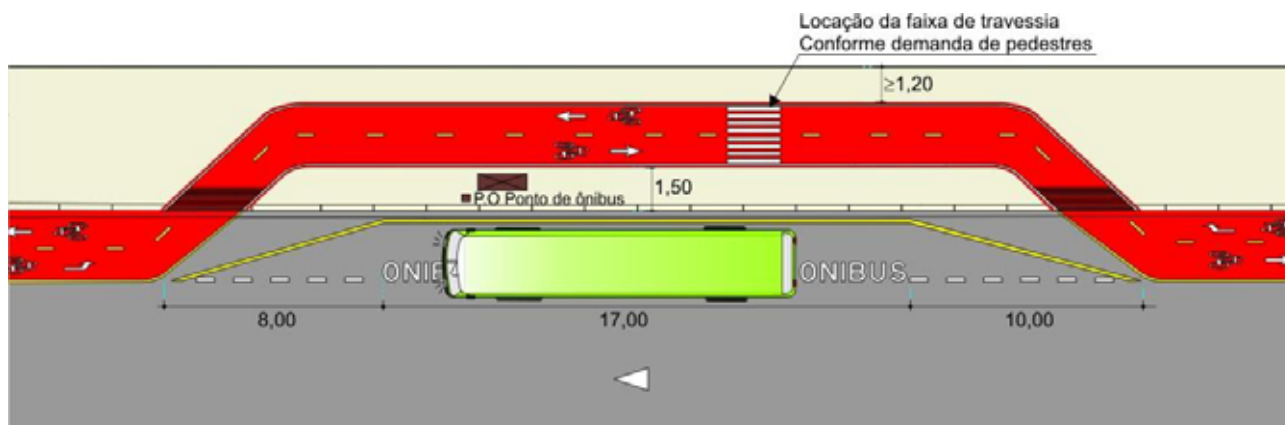 Locação da faixa de travessia
Conforme demanda de pedestres
≥1,20
1,50
P.O Ponto de ônibus
ONIBUS
8,00
17,00
10,00